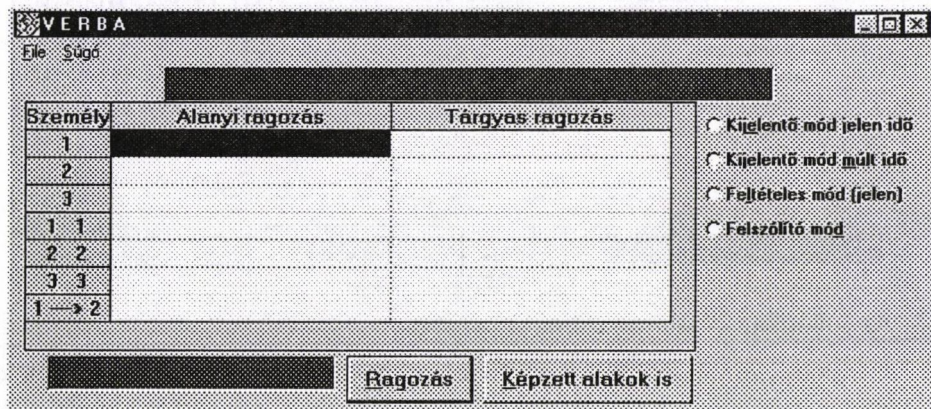 VERBA
File Súgó
Személy Alanyi ragozás Tárgyas ragozás
1
2
3
1 1
2 2
3 3
1 → 2
Kijelentő mód jelen idő
Kijelentő mód múlt idő
Feltételes mód (jelen)
Felszólító mód
Ragozás Képzett alakok is